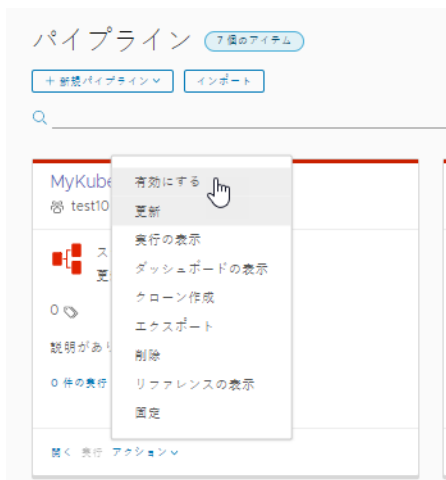 パイプライン 7 個のアイテム
+ 新規パイプライン インポート
MyKube
test10
有効にする
更新
実行の表示
ダッシュボードの表示
クローン作成
エクスポート
削除
リファレンスの表示
固定
ス
更
0
説明があり
0 件の実行
開く 実行 アクション